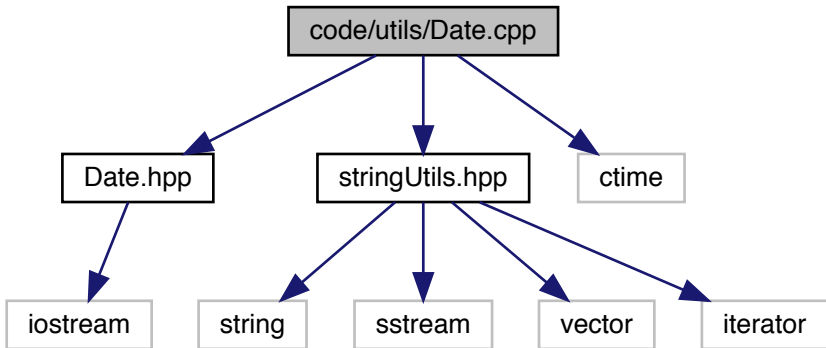 code/utils/Date.cpp
Date.hpp
stringUtils.hpp
ctime
iostream
string
sstream
vector
iterator